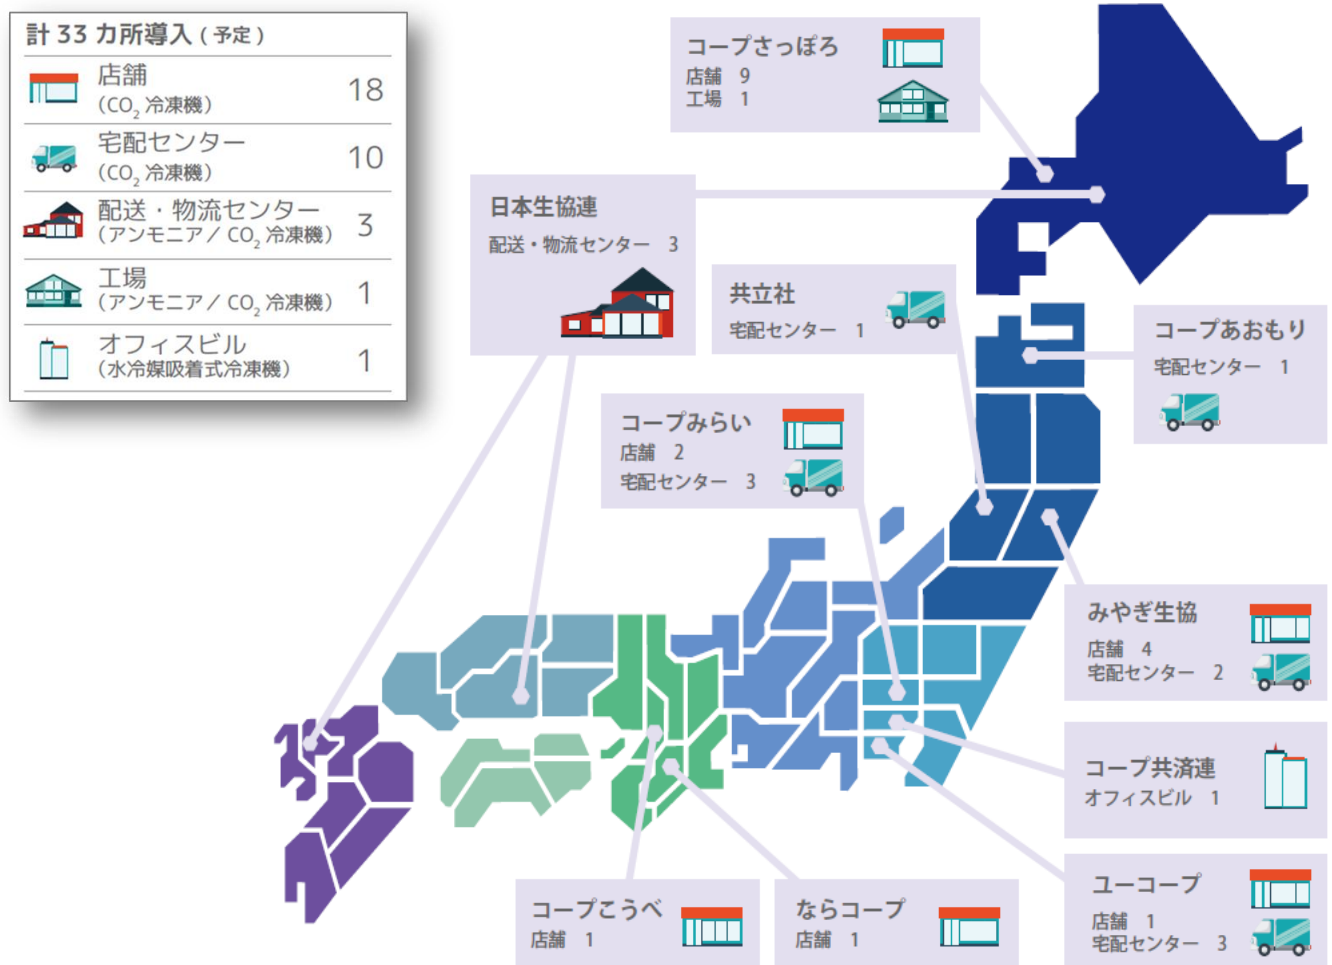 計 33 カ所導入 ( 予定 )
店舗
(CO2 冷凍機)
18
宅配センター
(CO2 冷凍機)
10
配送・物流センター
(アンモニア / CO2 冷凍機)
3
工場
(アンモニア / CO2 冷凍機)
1
オフィスビル
(水冷媒吸着式冷凍機)
1
コープさっぽろ
店舗 9
工場 1
日本生協連
配送・物流センター 3
共立社
宅配センター 1
コープあおもり
宅配センター 1
コープみらい
店舗 2
宅配センター 3
みやぎ生協
店舗 4
宅配センター 2
コープ共済連
オフィスビル 1
ユーコープ
店舗 1
宅配センター 3
コープこうべ
店舗 1
ならコープ
店舗 1